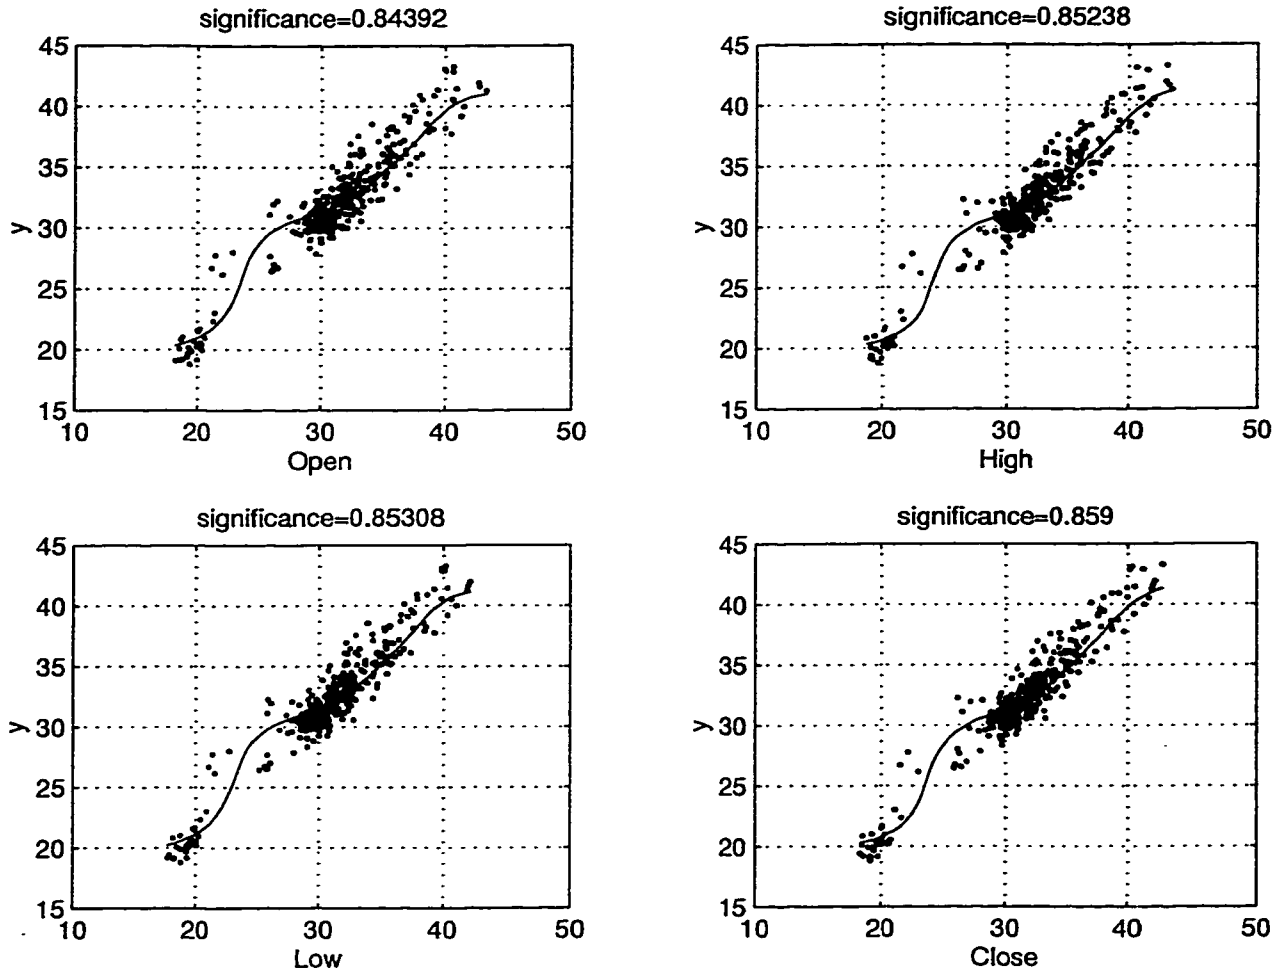 significance=0.84392
45
40
35
30
25
20
15
y
10 20 30 40 50
Open
significance=0.85238
45
40
35
30
25
20
15
y
10 20 30 40 50
High
significance=0.85308
45
40
35
30
25
20
15
y
10 20 30 40 50
Low
significance=0.859
45
40
35
30
25
20
15
y
10 20 30 40 50
Close